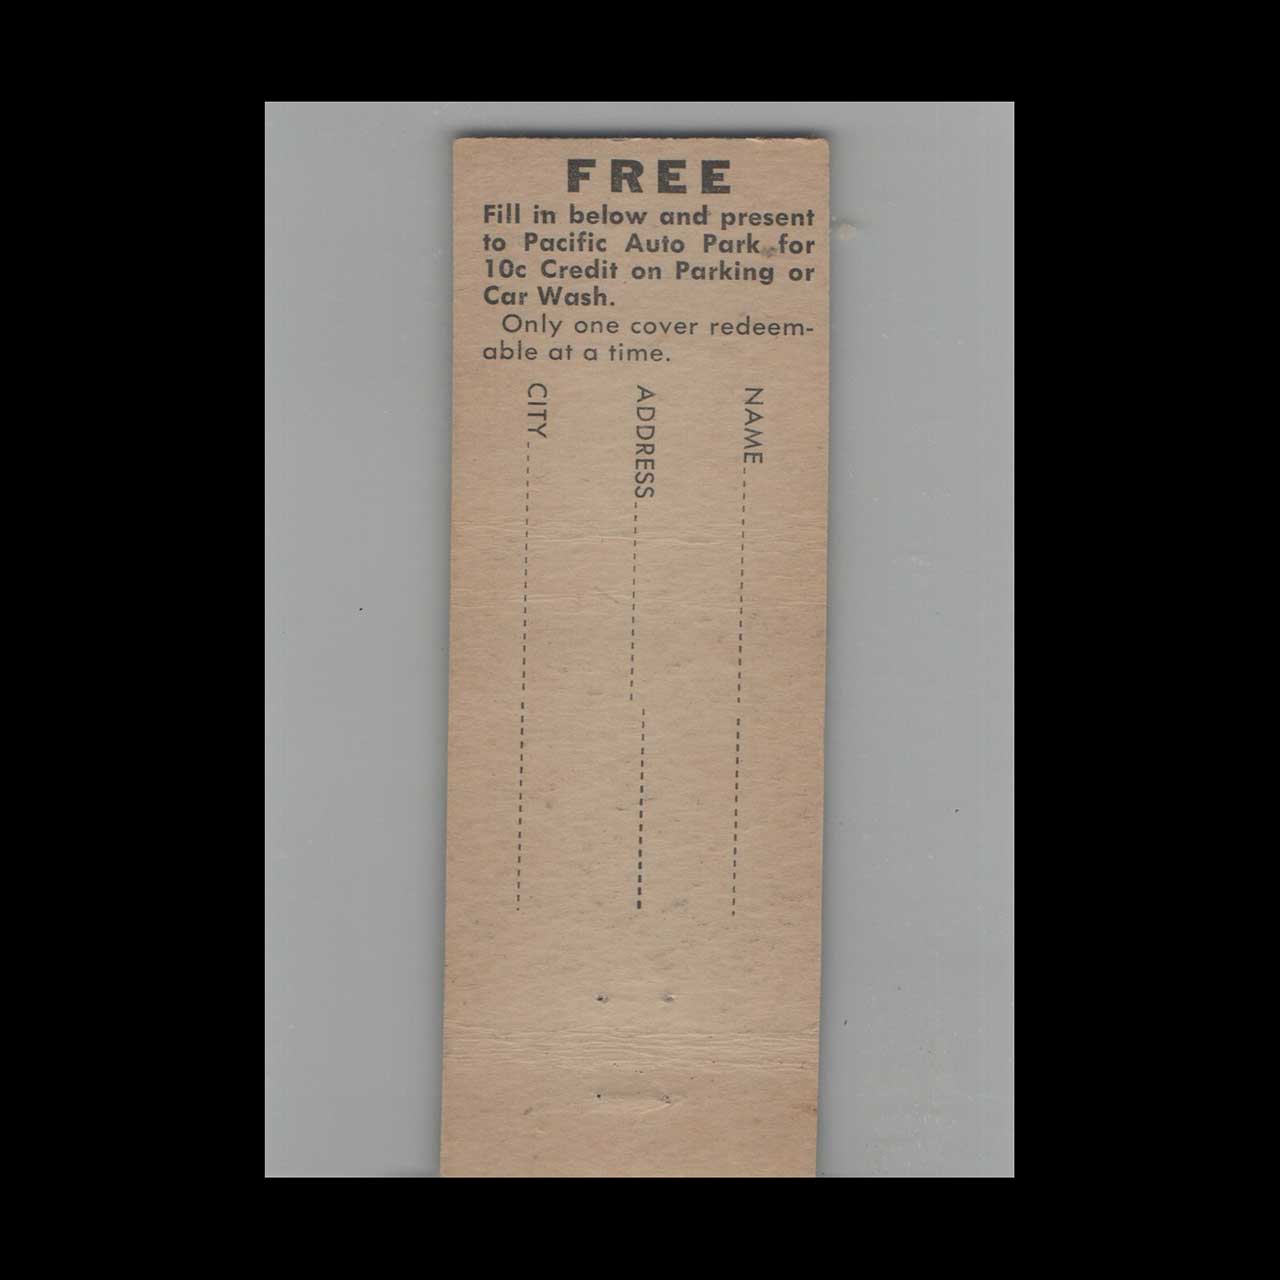 FREE
Fill in below and present
to Pacific Auto Park for
10c Credit on Parking or
Car Wash.
Only one cover redeem-
able at a time.
NAME
ADDRESS
CITY